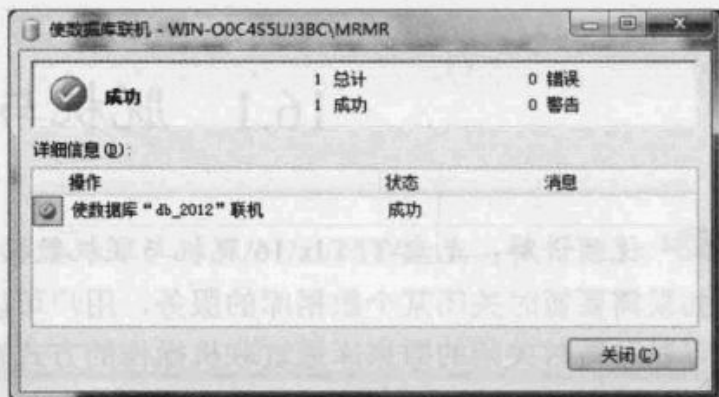 使数据库联机 - WIN-O0C4S5UJ3BC\MRMR
成功
1 总计
0 错误
1 成功
0 警告
详细信息(D):
操作 状态 消息
使数据库“db_2012”联机 成功
关闭(C)